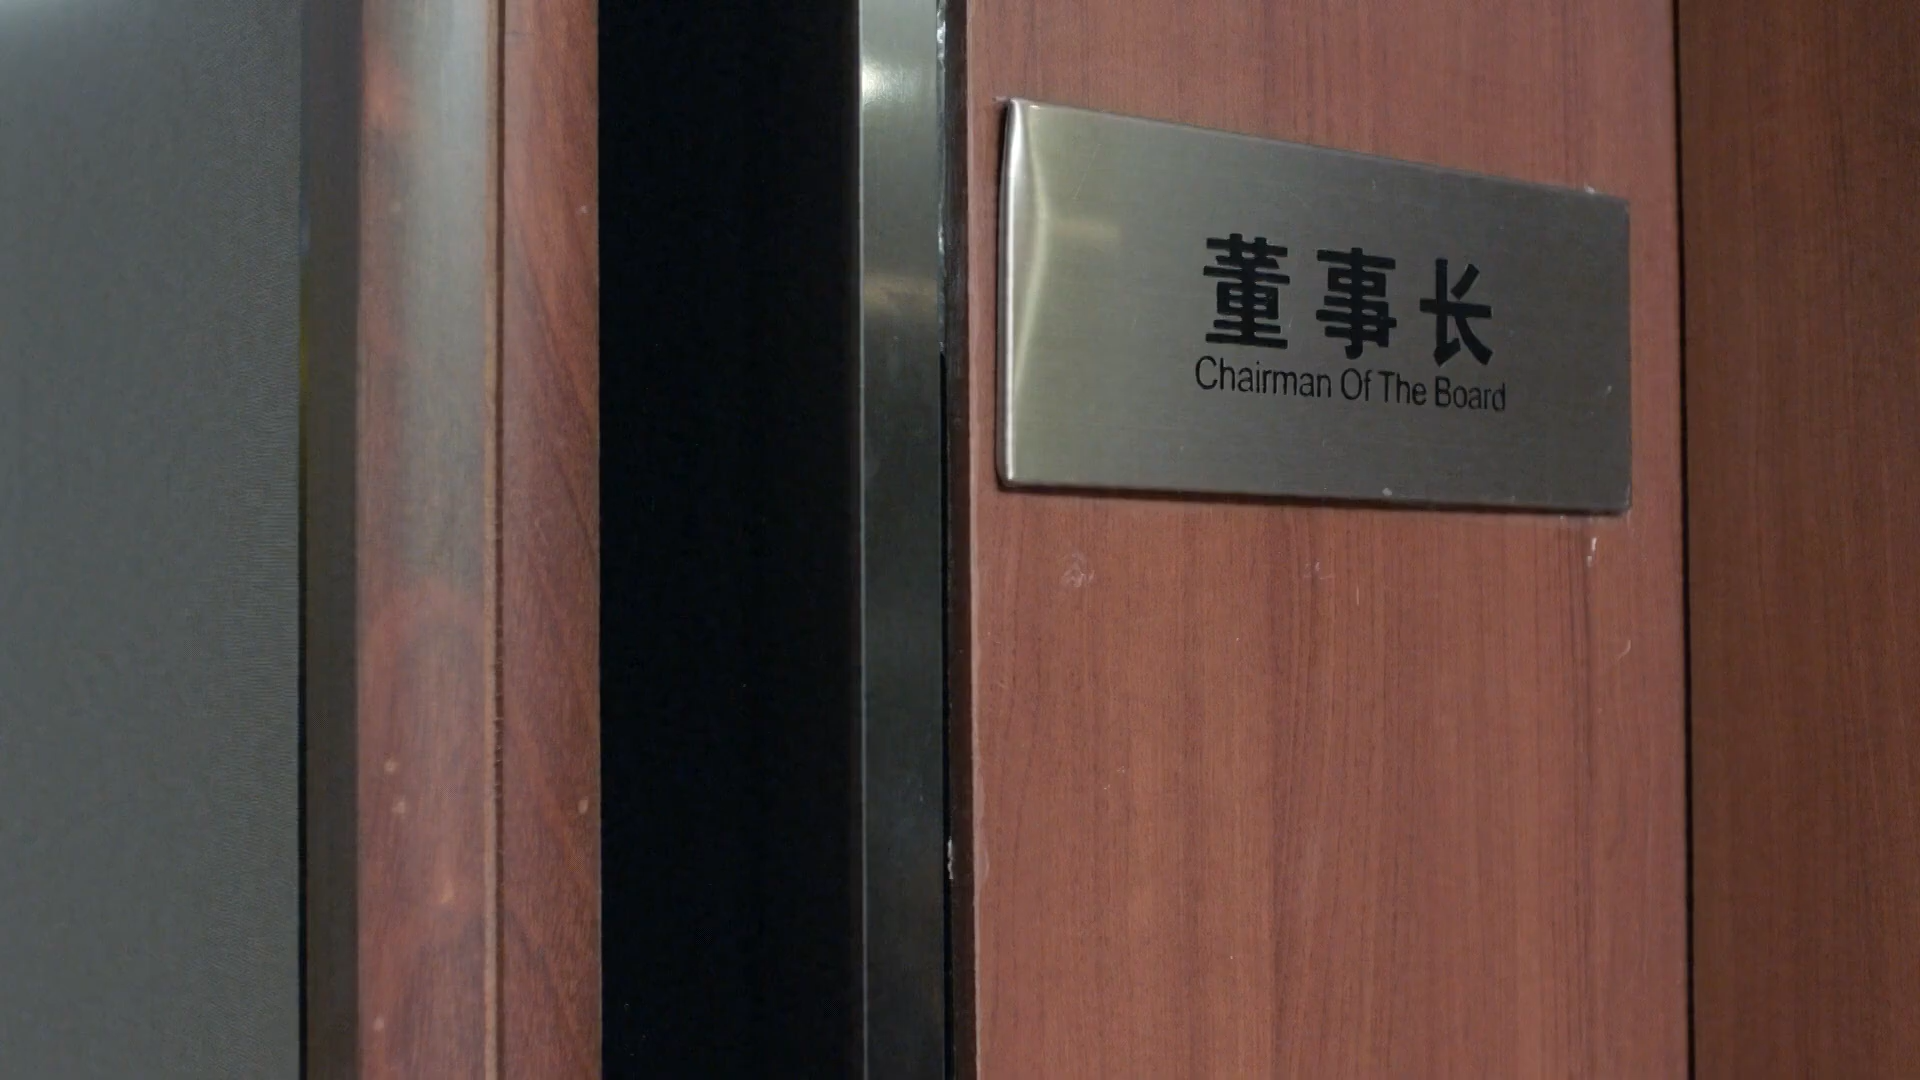 董事长
Chairman Of The Board